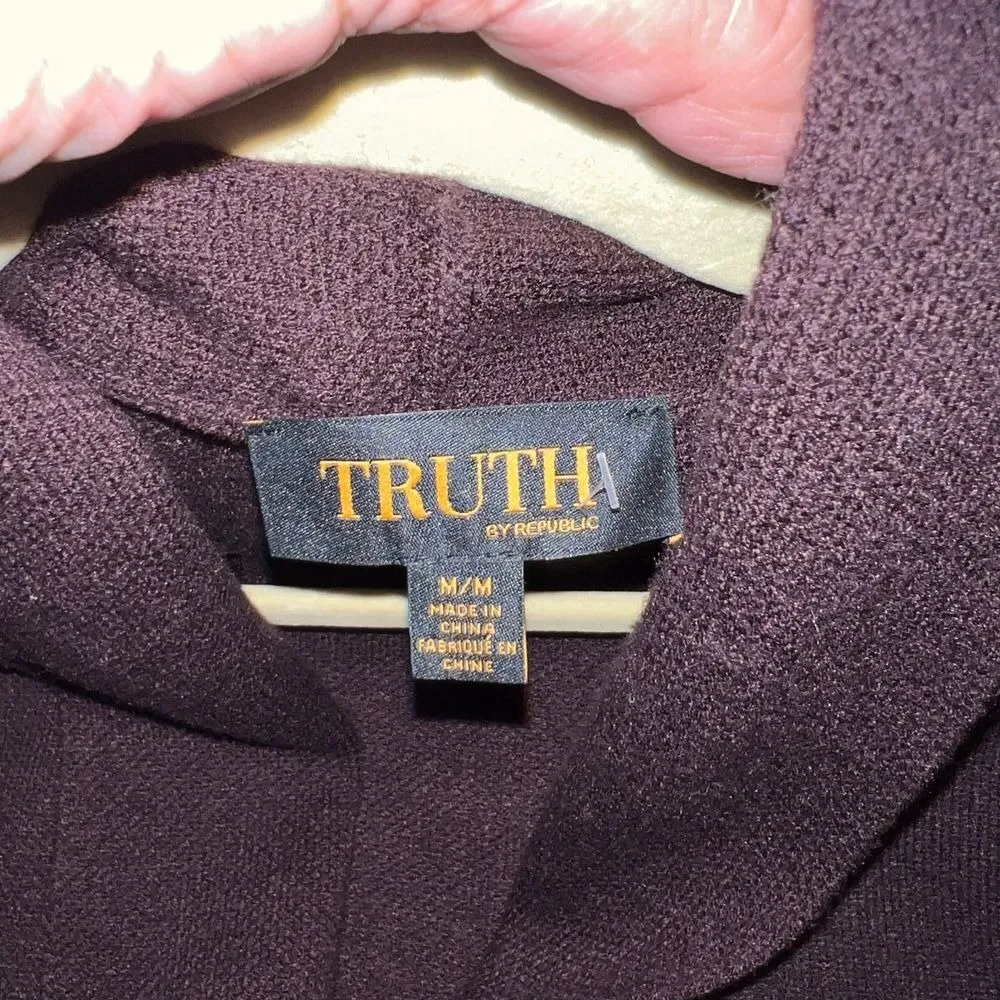 TRUTH
BY REPUBLIC
M/M
MADE IN
CHINA
FABRIQUE EN
CHINE